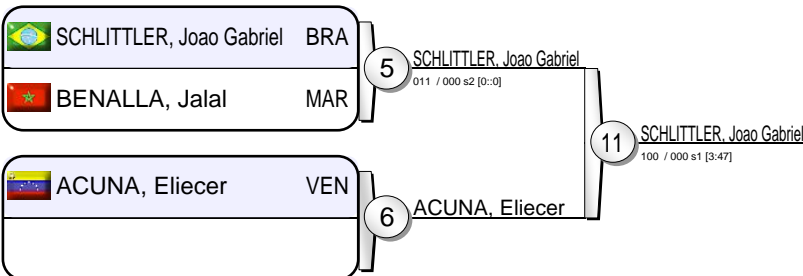 SCHLITTLER, Joao Gabriel BRA
BENALLA, Jalal MAR
5
SCHLITTLER, Joao Gabriel
011 / 000 s2 [0::0]
11
SCHLITTLER, Joao Gabriel
100 / 000 s1 [3:47]
ACUNA, Eliecer VEN
6
ACUNA, Eliecer